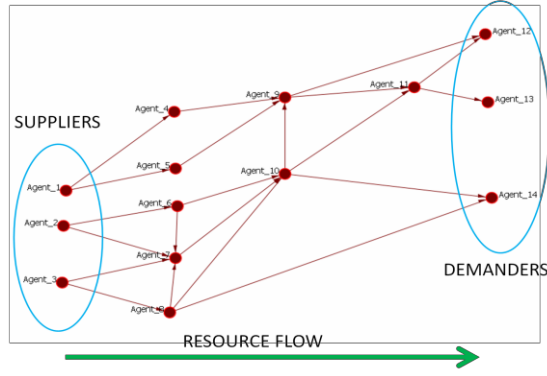 Agent_12
Agent_11
Agent_9
Agent_13
Agent_4
SUPPLIERS
Agent_5
Agent_10
Agent_1
Agent_6
Agent_14
Agent_2
Agent_7
DEMANDERS
Agent_3
RESOURCE FLOW